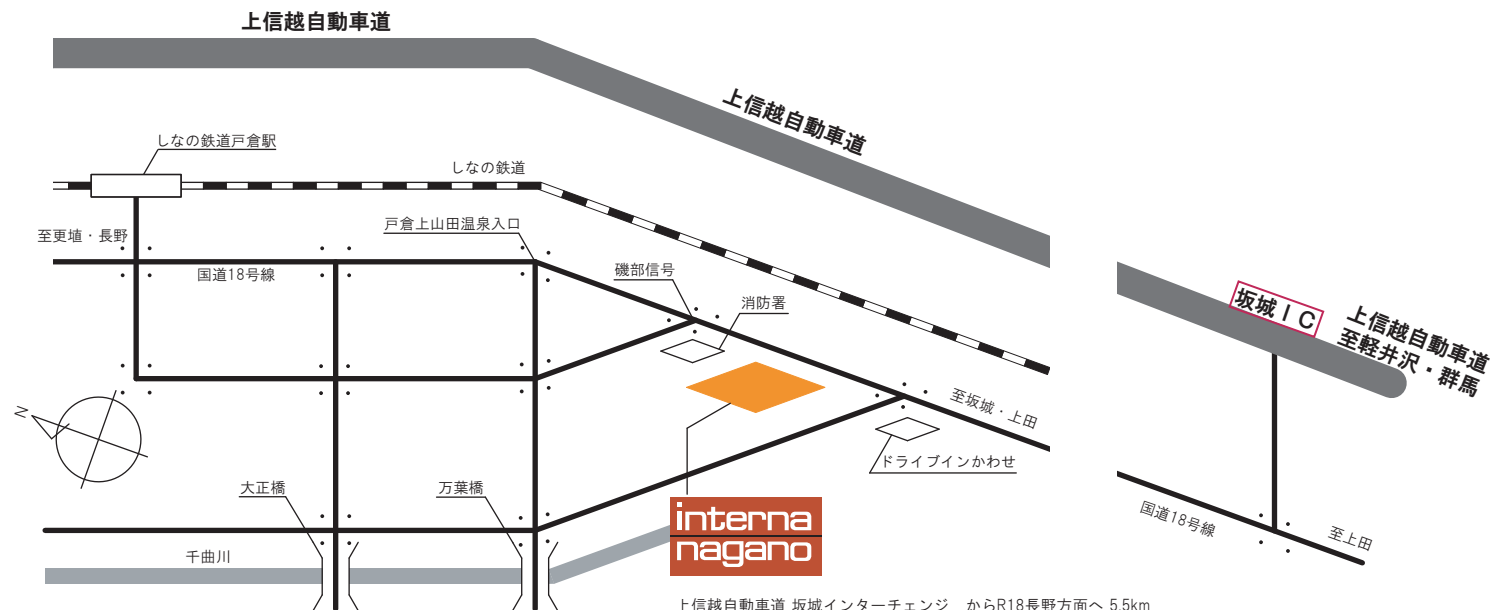 上信越自動車道
上信越自動車道
しなの鉄道戸倉駅
しなの鉄道
至更埴・長野
戸倉上山田温泉入口
国道18号線
磯部信号
消防署
坂城IC
上信越自動車道
至軽井沢・群馬
至坂城・上田
N
ドライブインかわせ
大正橋
万葉橋
interna
nagano
国道18号線
至上田
千曲川
上信越自動車道 坂城インターチェンジ からR18長野方面へ 5.5km